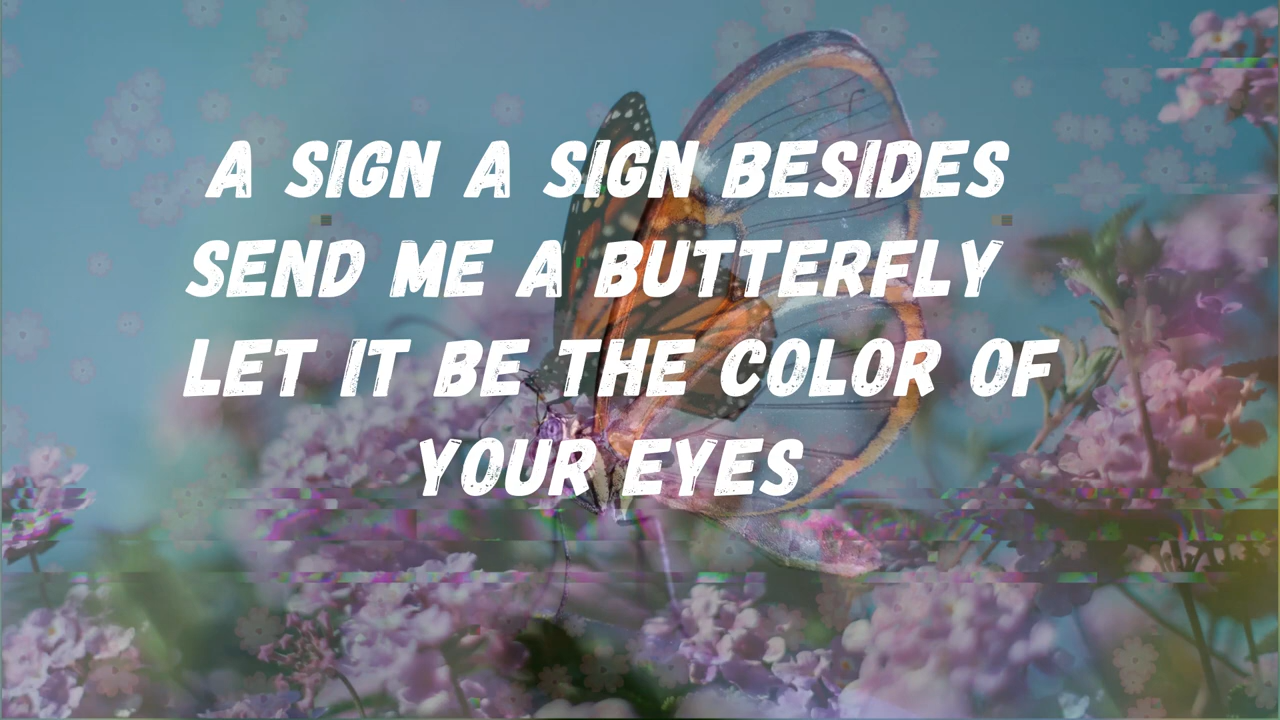 A SIGN A SIGN BESIDES
SEND ME A BUTTERFLY
LET IT BE THE COLOR OF
YOUR EYES